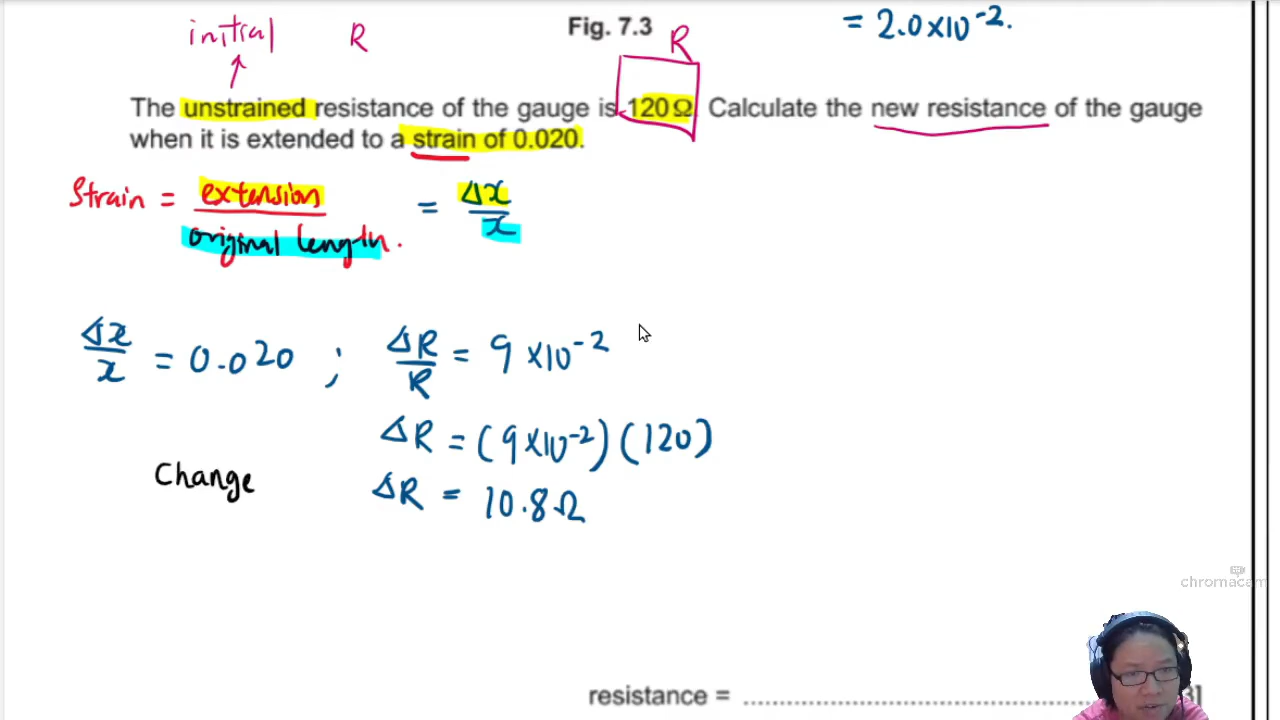 initial R Fig. 7.3 = 2.0×10⁻².
R
The unstrained resistance of the gauge is 120 Ω. Calculate the new resistance of the gauge
when it is extended to a strain of 0.020.
Strain = extension / original length. = Δx / x
Δx / x = 0.020 ; ΔR / R = 9 ×10⁻²
ΔR = (9 ×10⁻²) (120)
Change ΔR = 10.8 Ω
chromacam
resistance = ........................................................ 3]